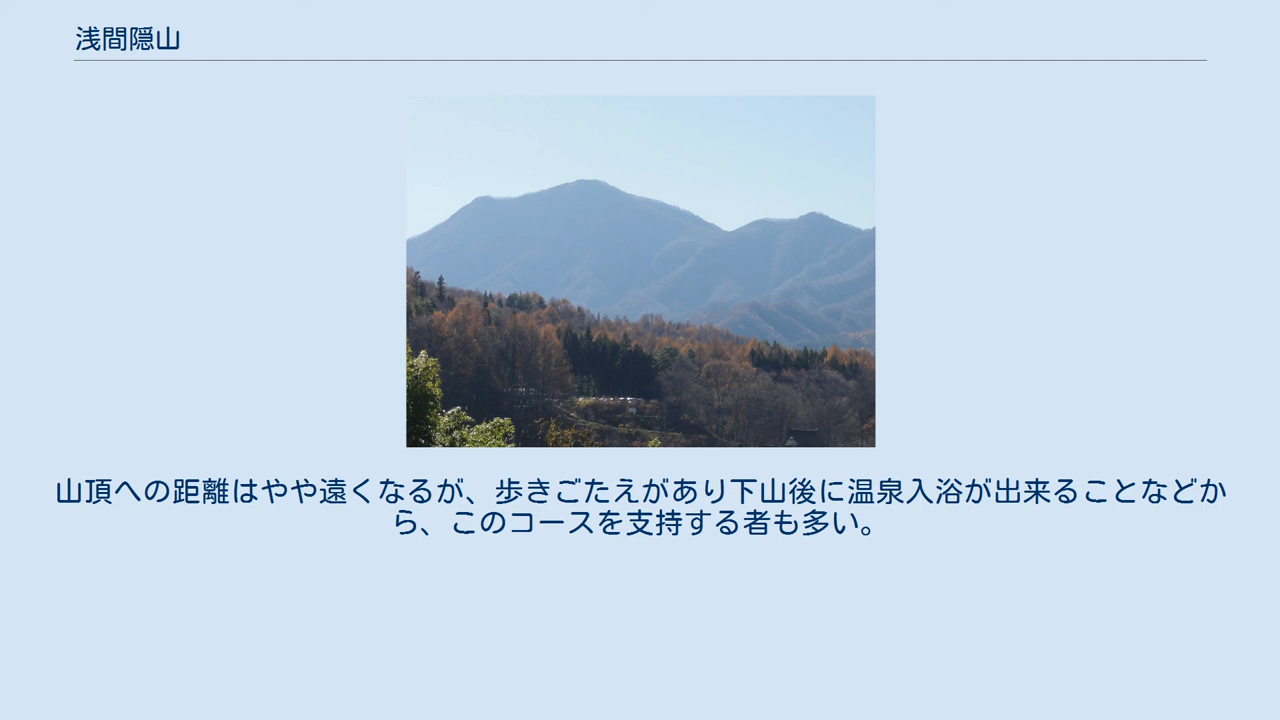 浅間隠山
山頂への距離はやや遠くなるが、歩きごたえがあり下山後に温泉入浴が出来ることなどか
ら、このコースを支持する者も多い。